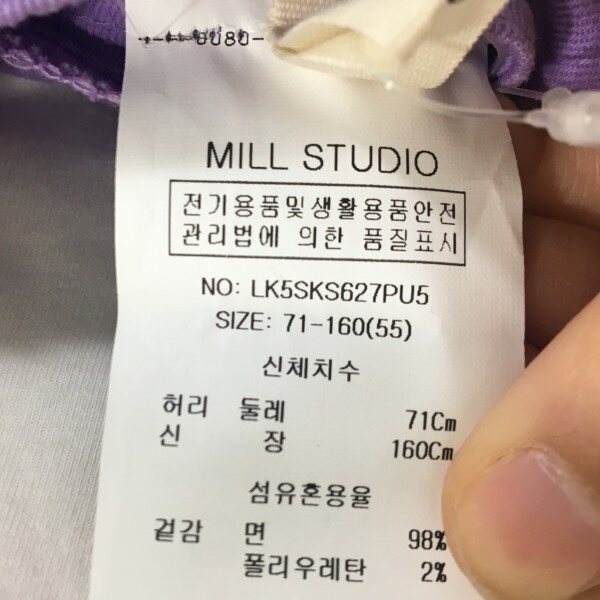 MILL STUDIO
전기용품및생활용품안전
관리법에 의한 품질표시
NO: LK5SKS627PU5
SIZE: 71-160(55)
신체치수
허리 둘레 71Cm
신 장 160Cm
섬유혼용율
겉감 면 98%
폴리우레탄 2%